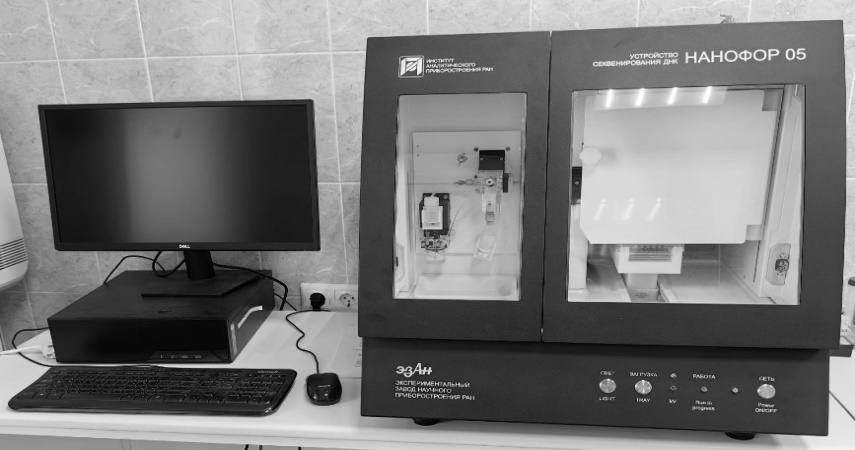 ИНСТИТУТ
АНАЛИТИЧЕСКОГО
ПРИБОРОСТРОЕНИЯ РАН
УСТРОЙСТВО
СЕКВЕНИРОВАНИЯ ДНК
НАНОФОР 05
DELL
эзАн
ЭКСПЕРИМЕНТАЛЬНЫЙ
ЗАВОД НАУЧНОГО
ПРИБОРОСТРОЕНИЯ РАН
СВЕТ
LIGHT
ЗАГРУЗКА
TRAY
kV
РАБОТА
Run in
progress
СЕТЬ
Power
ON/OFF